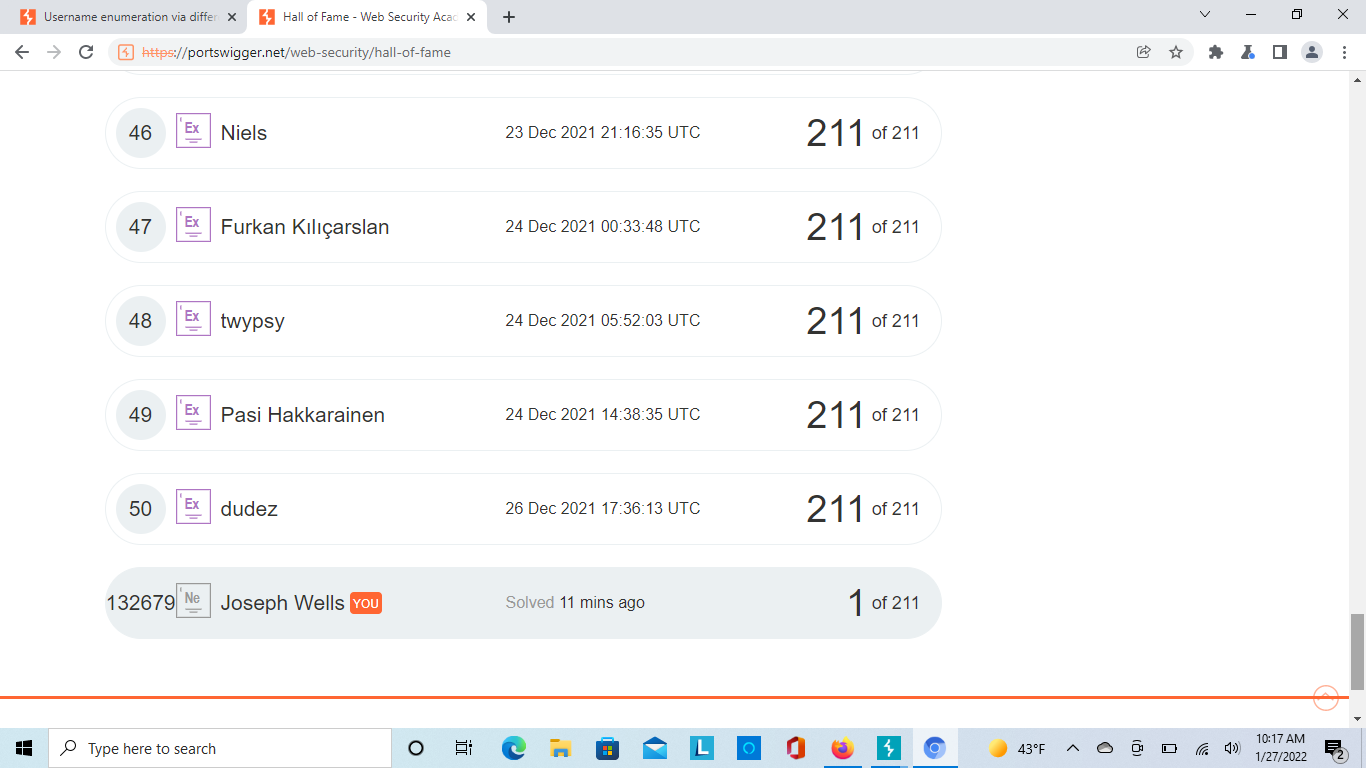 Username enumeration via differ
Hall of Fame - Web Security Acad
https://portswigger.net/web-security/hall-of-fame
46 Ex Niels 23 Dec 2021 21:16:35 UTC 211 of 211
47 Ex Furkan Kılıçarslan 24 Dec 2021 00:33:48 UTC 211 of 211
48 Ex twypsy 24 Dec 2021 05:52:03 UTC 211 of 211
49 Ex Pasi Hakkarainen 24 Dec 2021 14:38:35 UTC 211 of 211
50 Ex dudez 26 Dec 2021 17:36:13 UTC 211 of 211
132679 Ne Joseph Wells YOU Solved 11 mins ago 1 of 211
Type here to search
L
43°F
10:17 AM
1/27/2022
2